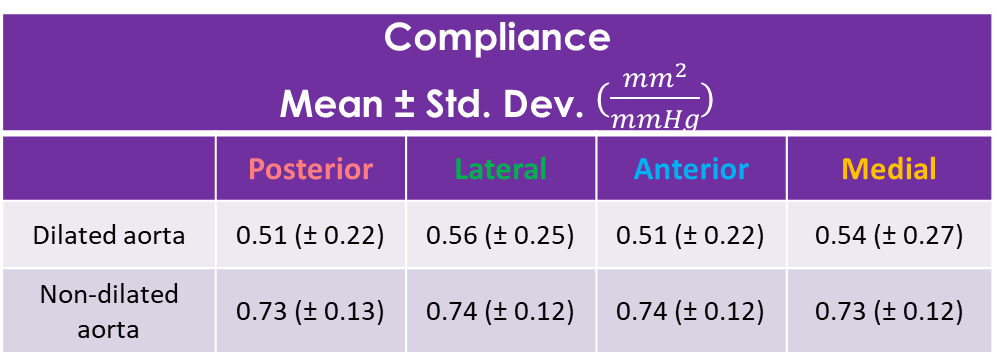 Compliance
Mean ± Std. Dev. (mm²/mmHg)
Posterior Lateral Anterior Medial
Dilated aorta 0.51 (± 0.22) 0.56 (± 0.25) 0.51 (± 0.22) 0.54 (± 0.27)
Non-dilated
aorta 0.73 (± 0.13) 0.74 (± 0.12) 0.74 (± 0.12) 0.73 (± 0.12)